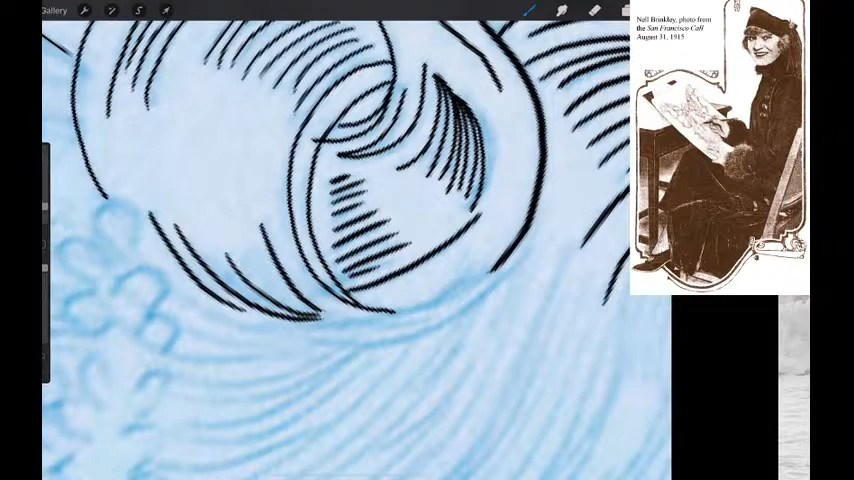 Gallery
Nell Brinkley, photo from
the San Francisco Call
August 31, 1915